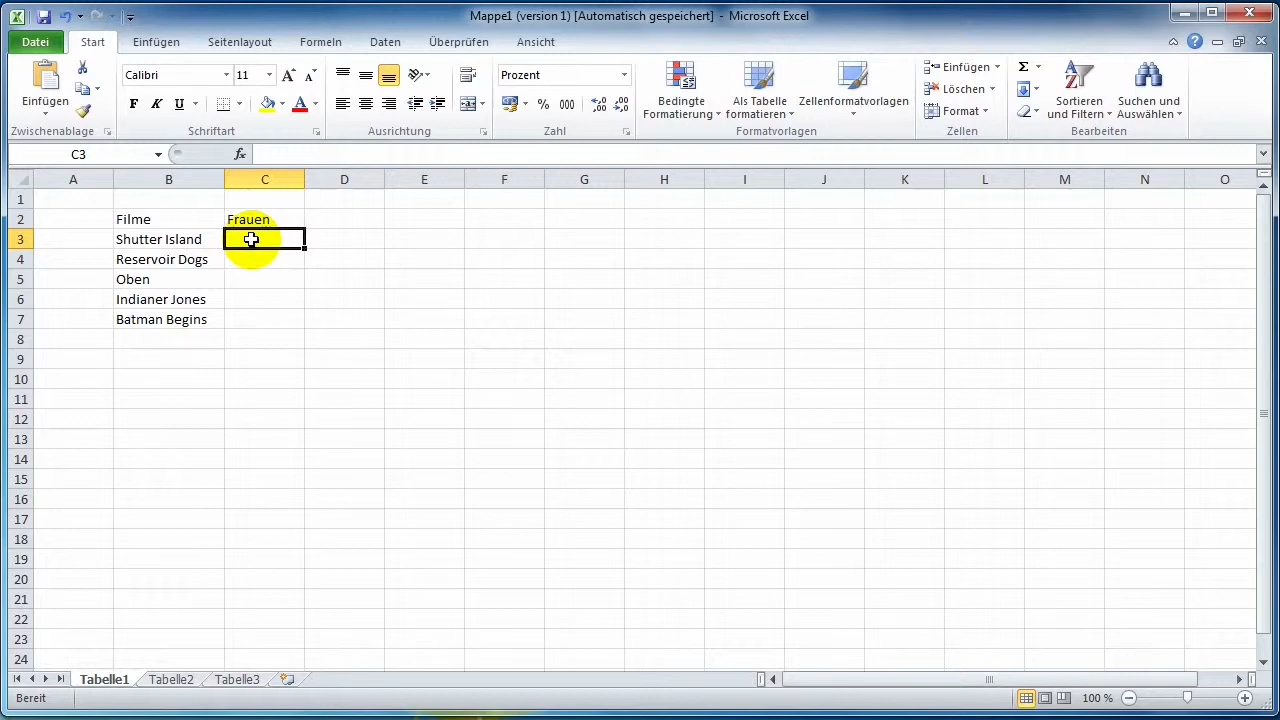 Mappe1 (version 1) [Automatisch gespeichert] - Microsoft Excel
Datei Start Einfügen Seitenlayout Formeln Daten Überprüfen Ansicht
Einfügen
Zwischenablage
Calibri 11
F K U
Schriftart
Ausrichtung
Prozent
% 000
Zahl
Bedingte Formatierung
Als Tabelle formatieren
Zellenformatvorlagen
Formatvorlagen
Einfügen
Löschen
Format
Zellen
Σ
Sortieren und Filtern
Suchen und Auswählen
Bearbeiten
C3 fx
A B C D E F G H I J K L M N O
1
2 Filme Frauen
3 Shutter Island
4 Reservoir Dogs
5 Oben
6 Indianer Jones
7 Batman Begins
8
9
10
11
12
13
14
15
16
17
18
19
20
21
22
23
24
Tabelle1 Tabelle2 Tabelle3
Bereit 100 %